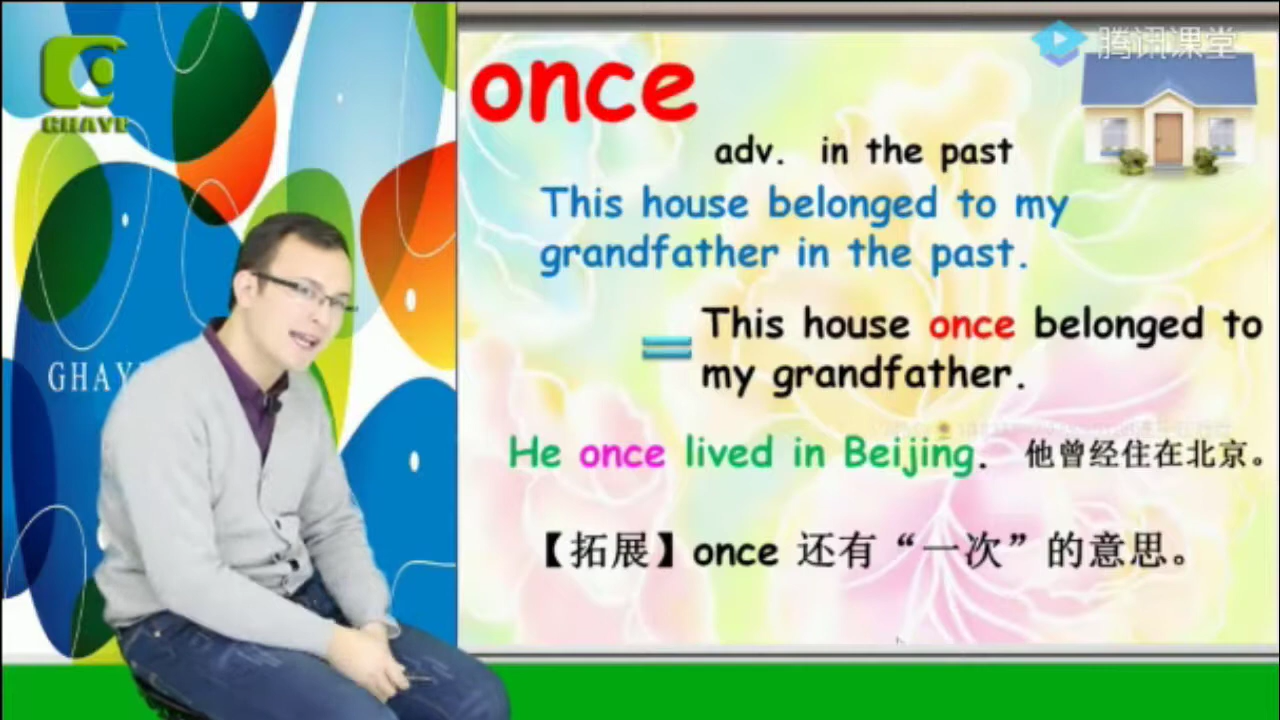 腾讯课堂
once
adv. in the past
This house belonged to my
grandfather in the past.
This house once belonged to
my grandfather.
He once lived in Beijing. 他曾经住在北京。
【拓展】once 还有“一次”的意思。